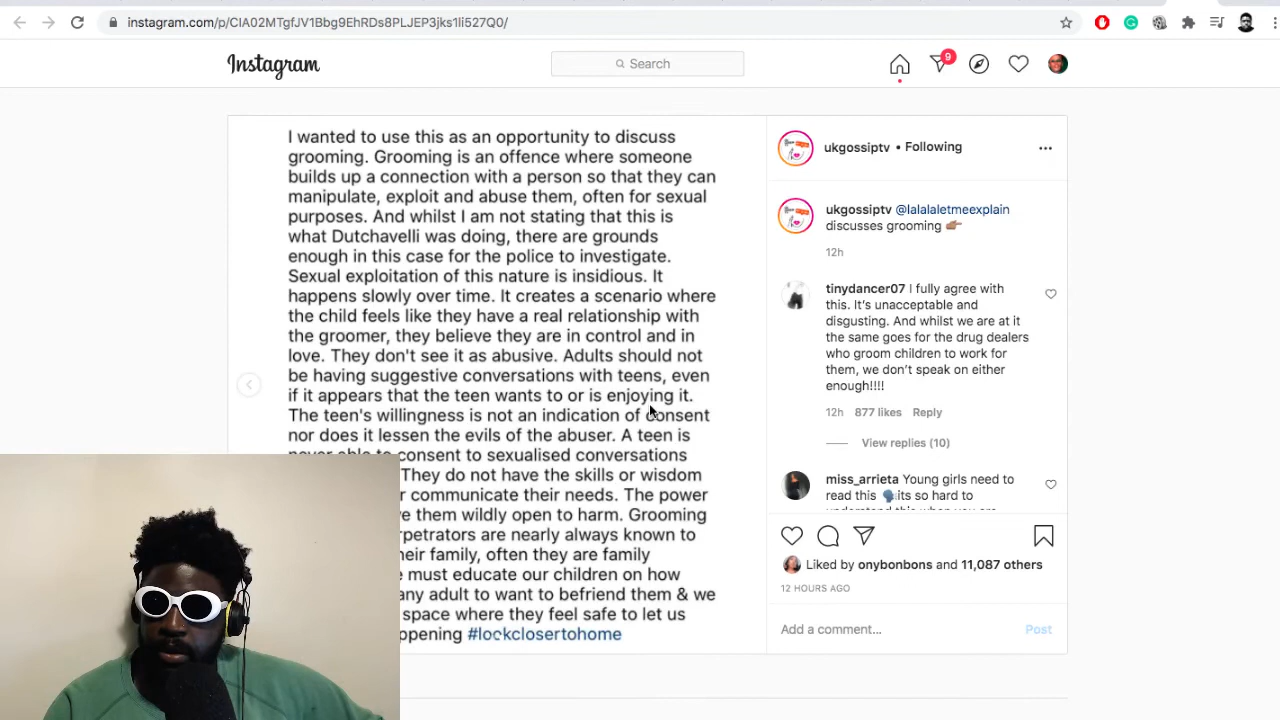 instagram.com/p/CIA02MTgfJV1Bbg9EhRDs8PLJEP3jks1li527Q0/
Instagram
Search
9
I wanted to use this as an opportunity to discuss
grooming. Grooming is an offence where someone
builds up a connection with a person so that they can
manipulate, exploit and abuse them, often for sexual
purposes. And whilst I am not stating that this is
what Dutchavelli was doing, there are grounds
enough in this case for the police to investigate.
Sexual exploitation of this nature is insidious. It
happens slowly over time. It creates a scenario where
the child feels like they have a real relationship with
the groomer, they believe they are in control and in
love. They don't see it as abusive. Adults should not
be having suggestive conversations with teens, even
if it appears that the teen wants to or is enjoying it.
The teen's willingness is not an indication of consent
nor does it lessen the evils of the abuser. A teen is
never able to consent to sexualised conversations
They do not have the skills or wisdom
communicate their needs. The power
them wildly open to harm. Grooming
are nearly always known to
family, often they are family
must educate our children on how
any adult to want to befriend them & we
space where they feel safe to let us
#lookclosertohome
ukgossiptv • Following
ukgossiptv @lalalaletmeexplain
discusses grooming
12h
tinydancer07 I fully agree with
this. It's unacceptable and
disgusting. And whilst we are at it
the same goes for the drug dealers
who groom children to work for
them, we don't speak on either
enough!!!!
12h 877 likes Reply
View replies (10)
miss_arrieta Young girls need to
read this its so hard to
understand this when you are
Liked by onybonbons and 11,087 others
12 HOURS AGO
Add a comment...
Post